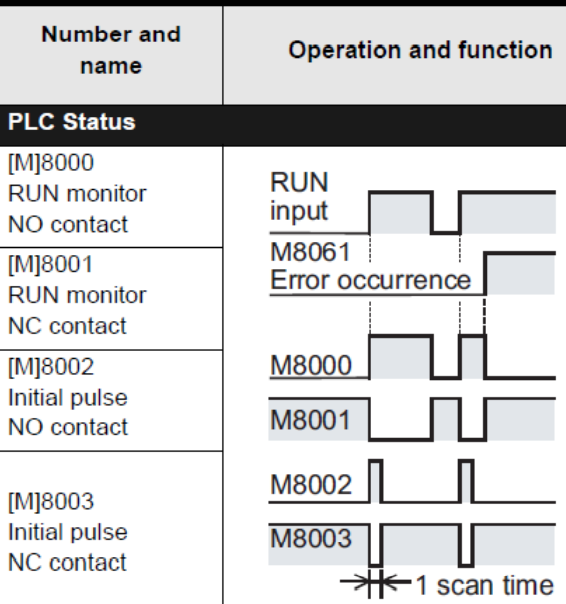 Number and
name
Operation and function
PLC Status
[M]8000
RUN monitor
NO contact
[M]8001
RUN monitor
NC contact
[M]8002
Initial pulse
NO contact
[M]8003
Initial pulse
NC contact
RUN
input
M8061
Error occurrence
M8000
M8001
M8002
M8003
1 scan time